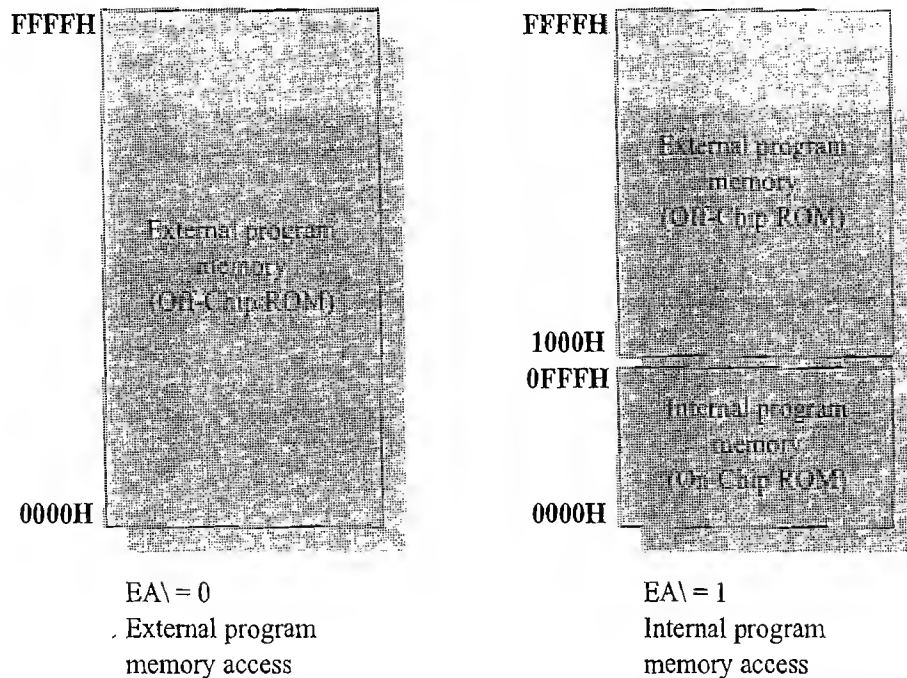 FFFFH
External program
memory
(Off-Chip ROM)
0000H
EA\ = 0
External program
memory access
FFFFH
External program
memory
(Off-Chip ROM)
1000H
0FFFH
Internal program
memory
(On-Chip ROM)
0000H
EA\ = 1
Internal program
memory access